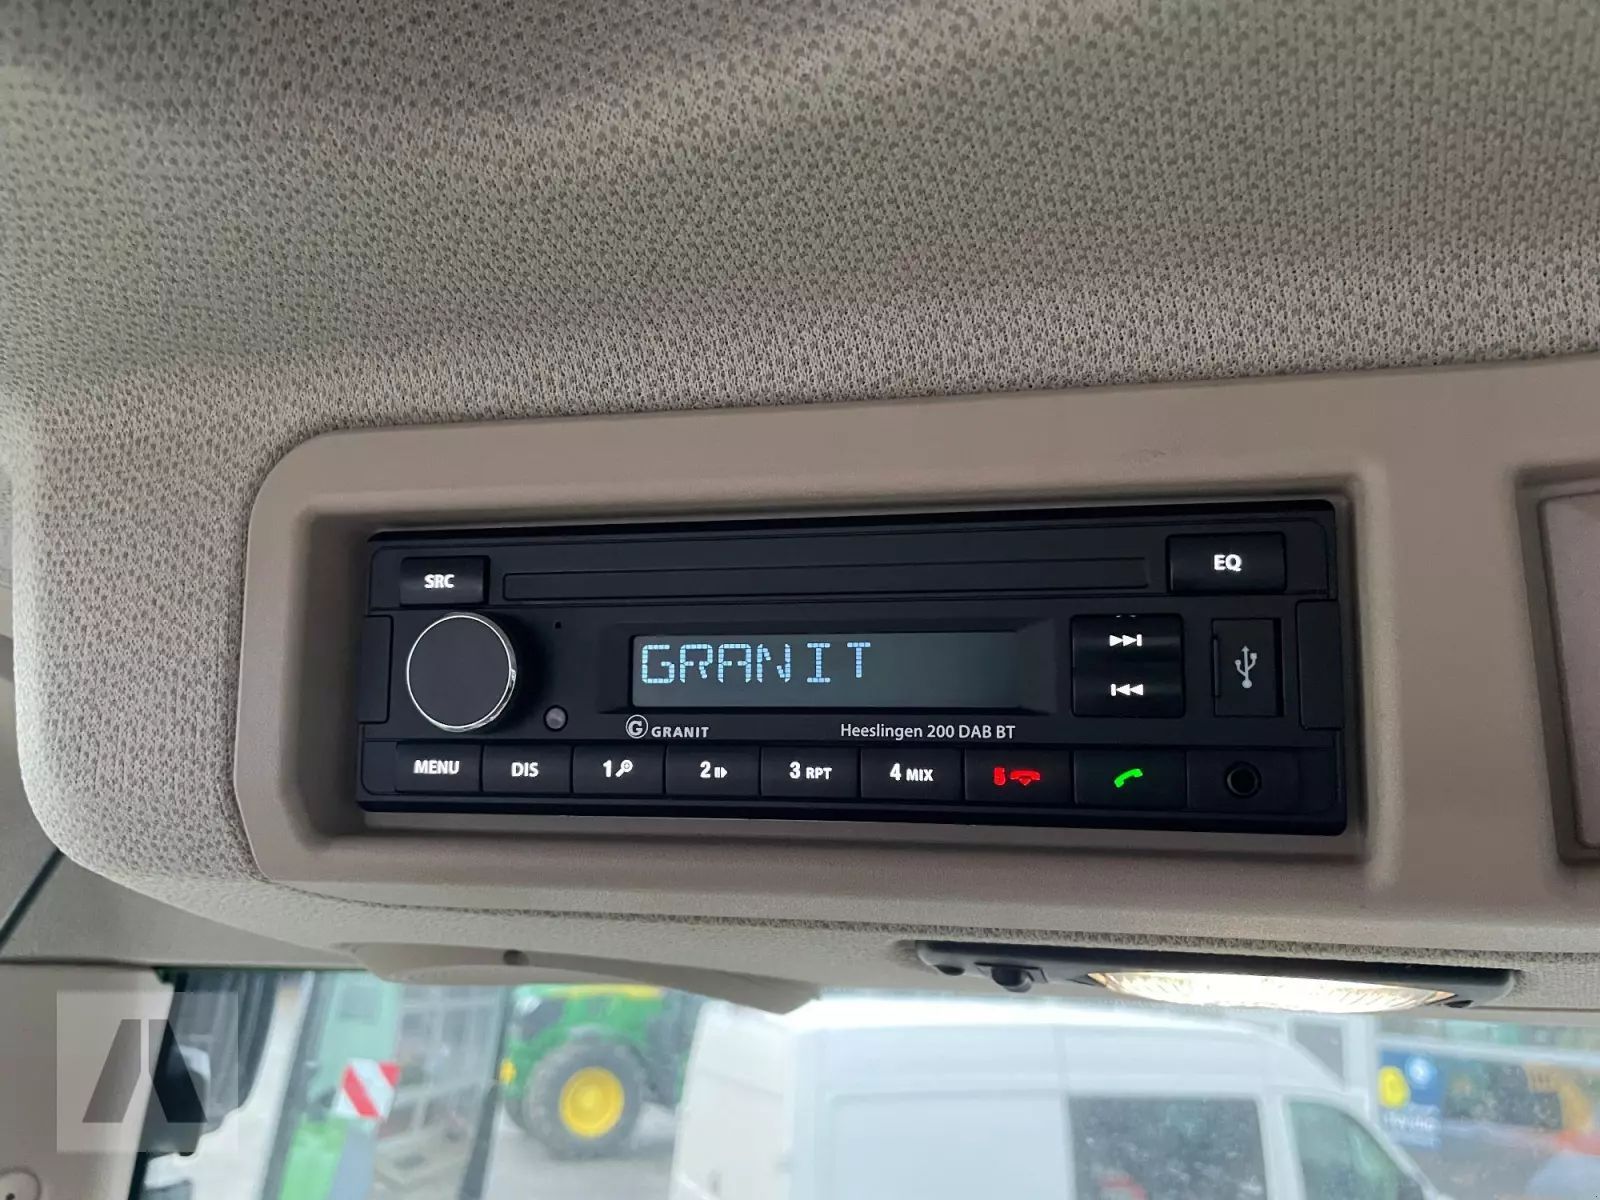 SRC
EQ
GRANIT
G GRANIT
Heeslingen 200 DAB BT
MENU DIS 1 2 3 RPT 4 MIX 5